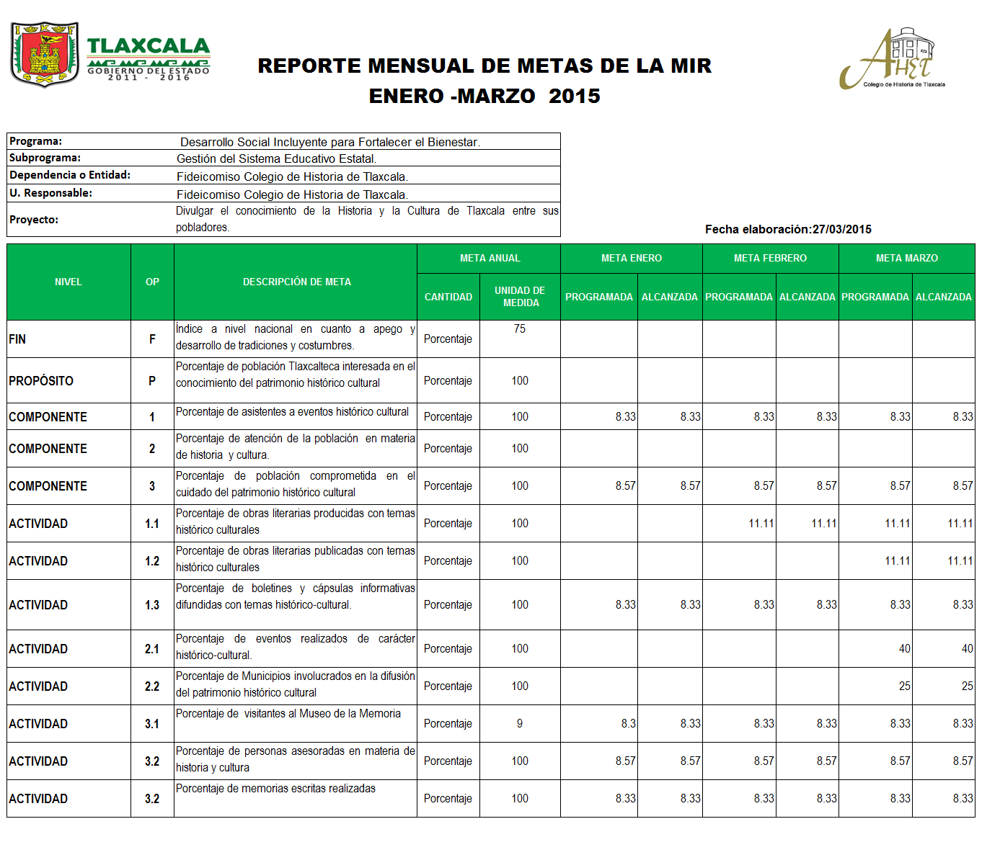 IKF
TLAXCALA
GOBIERNO DEL ESTADO
2011 - 2016
REPORTE MENSUAL DE METAS DE LA MIR
ENERO -MARZO 2015
AHET
Colegio de Historia de Tlaxcala
Programa: Desarrollo Social Incluyente para Fortalecer el Bienestar.
Subprograma: Gestión del Sistema Educativo Estatal.
Dependencia o Entidad: Fideicomiso Colegio de Historia de Tlaxcala.
U. Responsable: Fideicomiso Colegio de Historia de Tlaxcala.
Proyecto: Divulgar el conocimiento de la Historia y la Cultura de Tlaxcala entre sus
pobladores.
Fecha elaboración:27/03/2015
NIVEL OP DESCRIPCIÓN DE META META ANUAL META ENERO META FEBRERO META MARZO
CANTIDAD UNIDAD DE MEDIDA PROGRAMADA ALCANZADA PROGRAMADA ALCANZADA PROGRAMADA ALCANZADA
FIN F Índice a nivel nacional en cuanto a apego y
desarrollo de tradiciones y costumbres. Porcentaje 75
PROPÓSITO P Porcentaje de población Tlaxcalteca interesada en el
conocimiento del patrimonio histórico cultural Porcentaje 100
COMPONENTE 1 Porcentaje de asistentes a eventos histórico cultural Porcentaje 100 8.33 8.33 8.33 8.33 8.33 8.33
COMPONENTE 2 Porcentaje de atención de la población en materia
de historia y cultura. Porcentaje 100
COMPONENTE 3 Porcentaje de población comprometida en el
cuidado del patrimonio histórico cultural Porcentaje 100 8.57 8.57 8.57 8.57 8.57 8.57
ACTIVIDAD 1.1 Porcentaje de obras literarias producidas con temas
histórico culturales Porcentaje 100 11.11 11.11 11.11 11.11
ACTIVIDAD 1.2 Porcentaje de obras literarias publicadas con temas
histórico culturales Porcentaje 100 11.11 11.11
ACTIVIDAD 1.3 Porcentaje de boletines y cápsulas informativas
difundidas con temas histórico-cultural. Porcentaje 100 8.33 8.33 8.33 8.33 8.33 8.33
ACTIVIDAD 2.1 Porcentaje de eventos realizados de carácter
histórico-cultural. Porcentaje 100 40 40
ACTIVIDAD 2.2 Porcentaje de Municipios involucrados en la difusión
del patrimonio histórico cultural Porcentaje 100 25 25
ACTIVIDAD 3.1 Porcentaje de visitantes al Museo de la Memoria Porcentaje 9 8.3 8.33 8.33 8.33 8.33 8.33
ACTIVIDAD 3.2 Porcentaje de personas asesoradas en materia de
historia y cultura Porcentaje 100 8.57 8.57 8.57 8.57 8.57 8.57
ACTIVIDAD 3.2 Porcentaje de memorias escritas realizadas Porcentaje 100 8.33 8.33 8.33 8.33 8.33 8.33